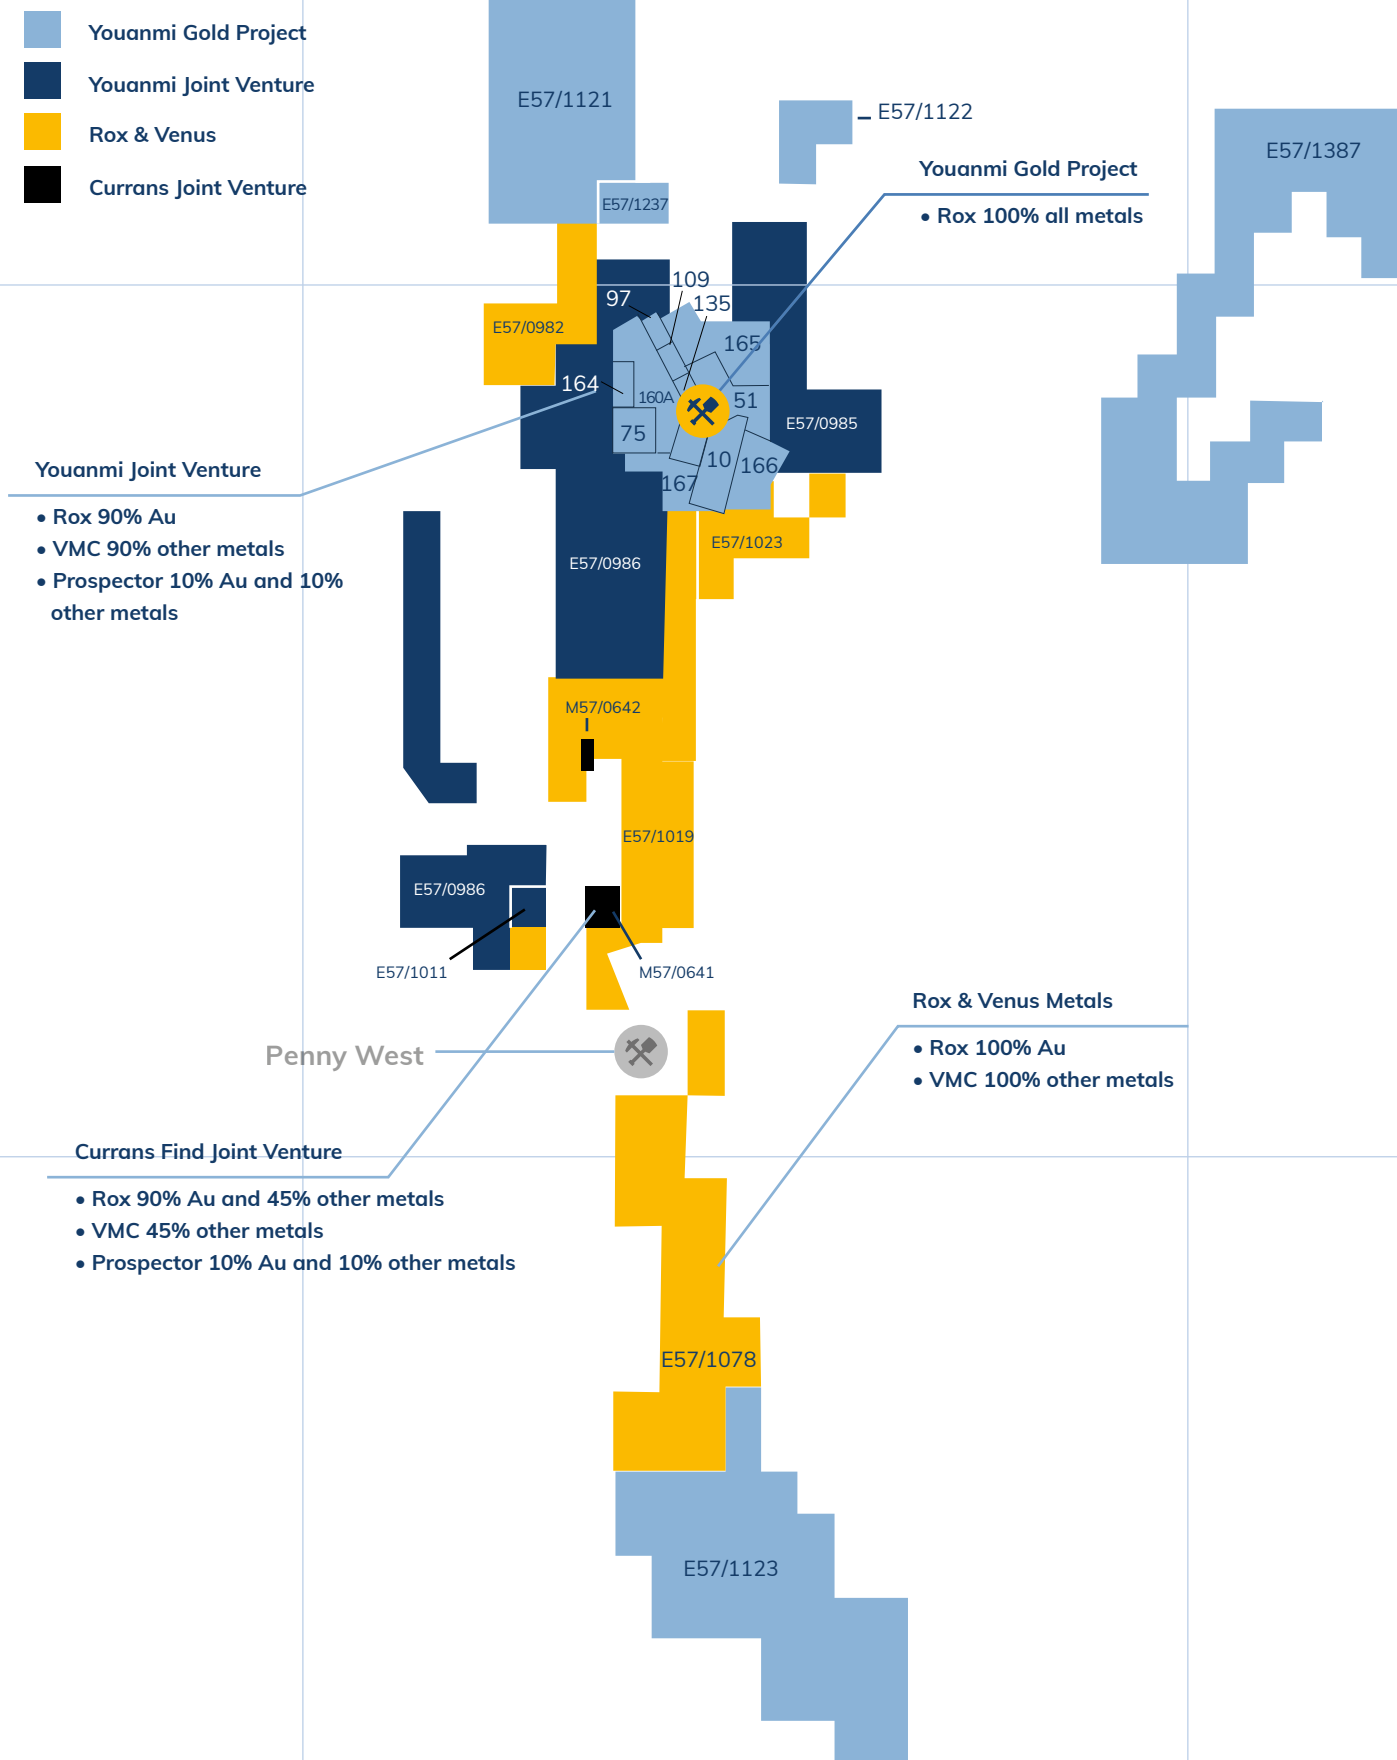 Youanmi Gold Project
Youanmi Joint Venture
Rox & Venus
Currans Joint Venture
E57/1121
E57/1122
E57/1387
Youanmi Gold Project
• Rox 100% all metals
E57/1237
109
97
135
E57/0982
165
164
160A
51
75
E57/0985
10
166
167
Youanmi Joint Venture
• Rox 90% Au
• VMC 90% other metals
• Prospector 10% Au and 10%
other metals
E57/1023
E57/0986
M57/0642
E57/1019
E57/0986
E57/1011
M57/0641
Penny West
Rox & Venus Metals
• Rox 100% Au
• VMC 100% other metals
Currans Find Joint Venture
• Rox 90% Au and 45% other metals
• VMC 45% other metals
• Prospector 10% Au and 10% other metals
E57/1078
E57/1123